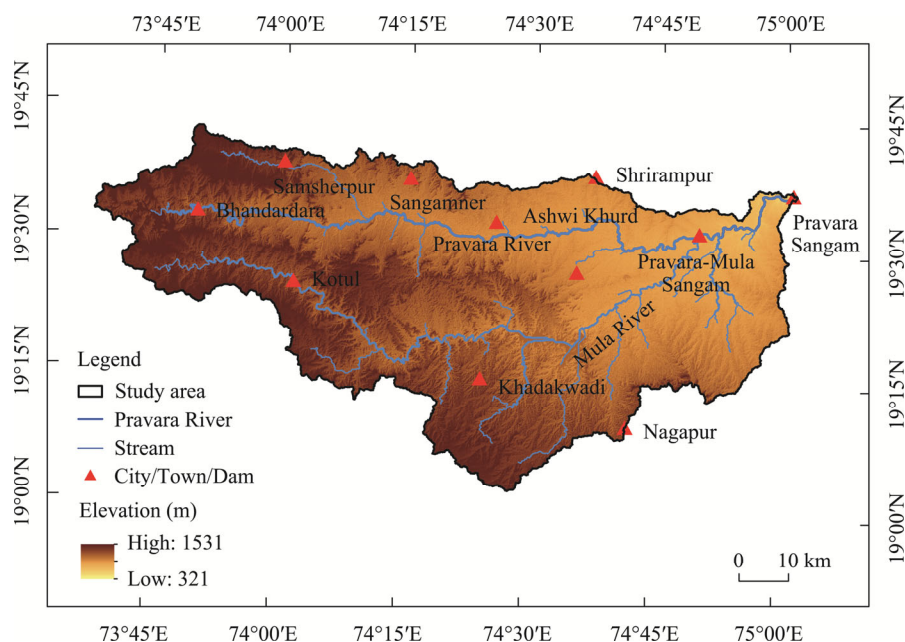 73°45′E 74°00′E 74°15′E 74°30′E 74°45′E 75°00′E
19°45′N
19°30′N
19°15′N
19°00′N
19°45′N
19°30′N
19°15′N
19°00′N
Samsherpur
Sangamner
Shrirampur
Bhandardara
Ashwi Khurd
Pravara River
Pravara
Sangam
Pravara-Mula
Sangam
Kotul
Mula River
Khadakwadi
Nagapur
Legend
Study area
Pravara River
Stream
City/Town/Dam
Elevation (m)
High: 1531
Low: 321
0 10 km
73°45′E 74°00′E 74°15′E 74°30′E 74°45′E 75°00′E